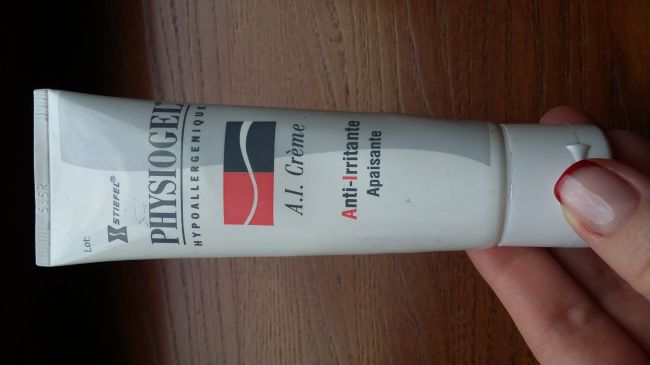 Lot:
STIEFEL®
PHYSIOGEL
HYPOALLERGENIQUE
A.I. Crème
Anti-Irritante
Apaisante